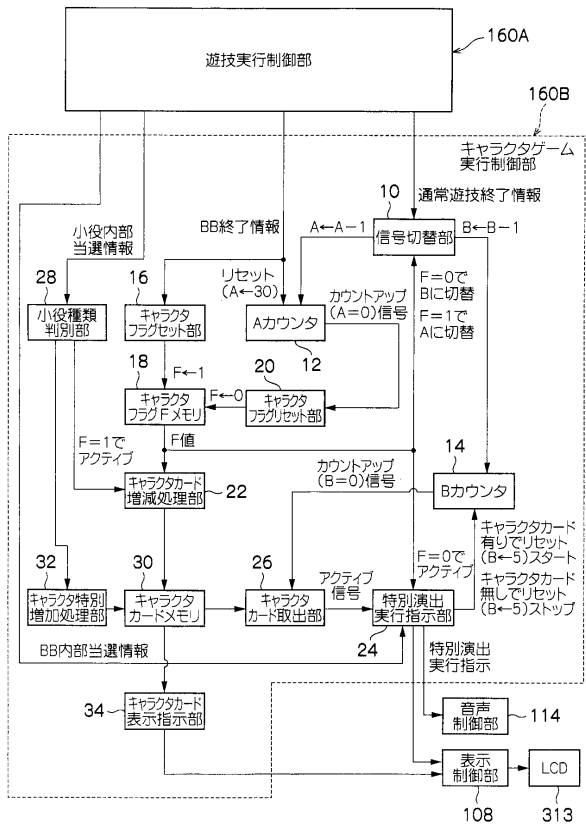 160A
遊技実行制御部
160B
キャラクタゲーム
実行制御部
通常遊技終了情報
10
小役内部
当選情報
BB終了情報
A←A−1
信号切替部
B←B−1
28
16
リセット
(A←30)
カウントアップ
(A=0)信号
F=0で
Bに切替
F=1で
Aに切替
小役種類
判別部
キャラクタ
フラグセット部
Aカウンタ
12
18
F←1
20
キャラクタ
フラグFメモリ
F←0
キャラクタ
フラグリセット部
F=1で
アクティブ
F値
カウントアップ
(B=0)信号
14
キャラクタカード
増減処理部
22
Bカウンタ
キャラクタカード
有りでリセット
(B←5)スタート
32
30
26
アクティブ
信号
F=0で
アクティブ
キャラクタカード
無しでリセット
(B←5)ストップ
キャラクタ特別
増加処理部
キャラクタ
カードメモリ
キャラクタ
カード取出部
特別演出
実行指示部
24
BB内部当選情報
特別演出
実行指示
34
キャラクタカード
表示指示部
音声
制御部
114
表示
制御部
LCD
108
313